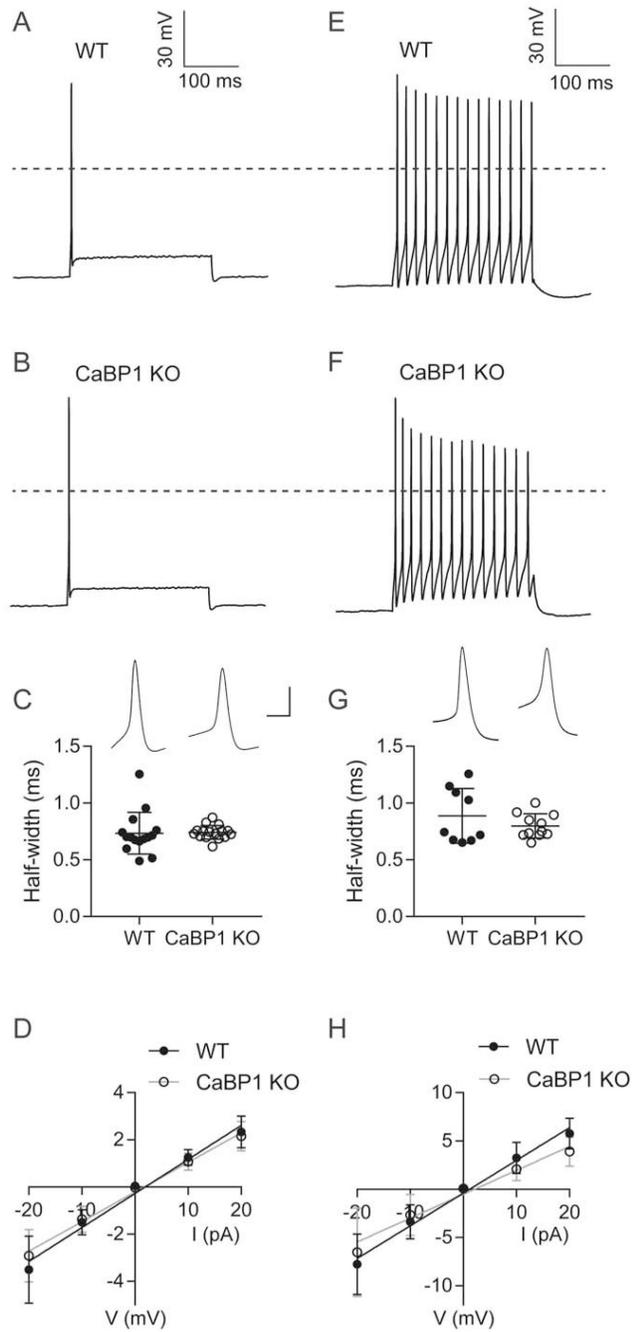 A
WT
30 mV
100 ms
E
WT
30 mV
100 ms
B
CaBP1 KO
F
CaBP1 KO
C
Half-width (ms)
1.5
1.0
0.5
0.0
WT CaBP1 KO
G
Half-width (ms)
1.5
1.0
0.5
0.0
WT CaBP1 KO
D
WT
CaBP1 KO
4
2
-2
-4
-20 -10 10 20
I (pA)
V (mV)
H
WT
CaBP1 KO
10
5
-5
-10
-20 -10 10 20
I (pA)
V (mV)